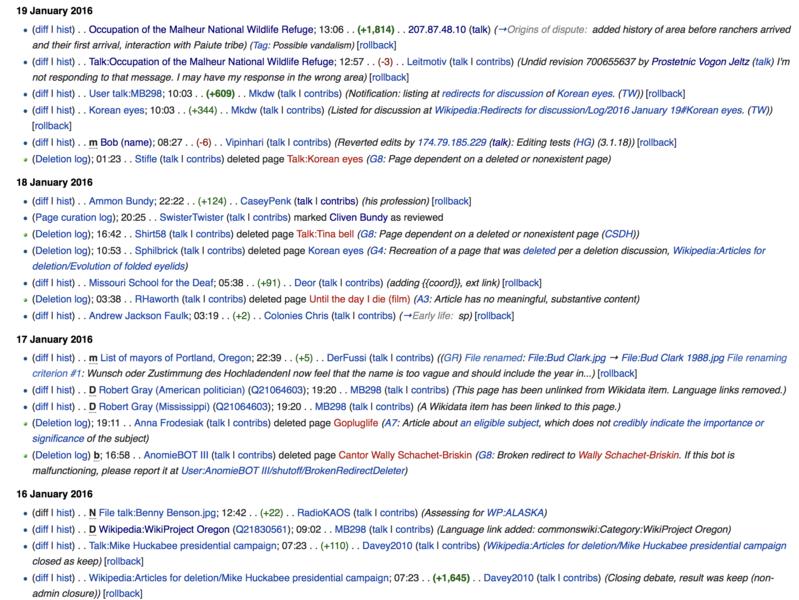 19 January 2016
(diff | hist) . . Occupation of the Malheur National Wildlife Refuge; 13:06 . . (+1,814) . . 207.87.48.10 (talk) (→Origins of dispute: added history of area before ranchers arrived
and their first arrival, interaction with Paiute tribe) (Tag: Possible vandalism) [rollback]
(diff | hist) . . Talk:Occupation of the Malheur National Wildlife Refuge; 12:57 . . (-3) . . Leitmotiv (talk | contribs) (Undid revision 700655637 by Prostetnic Vogon Jeltz (talk) I'm
not responding to that message. I may have my response in the wrong area) [rollback]
(diff | hist) . . User talk:MB298; 10:03 . . (+609) . . Mkdw (talk | contribs) (Notification: listing at redirects for discussion of Korean eyes. (TW)) [rollback]
(diff | hist) . . Korean eyes; 10:03 . . (+344) . . Mkdw (talk | contribs) (Listed for discussion at Wikipedia:Redirects for discussion/Log/2016 January 19#Korean eyes. (TW))
[rollback]
(diff | hist) . . m Bob (name); 08:27 . . (-6) . . Vipinhari (talk | contribs) (Reverted edits by 174.79.185.229 (talk): Editing tests (HG) (3.1.18)) [rollback]
(Deletion log); 01:23 . . Stifle (talk | contribs) deleted page Talk:Korean eyes (G8: Page dependent on a deleted or nonexistent page)
18 January 2016
(diff | hist) . . Ammon Bundy; 22:22 . . (+124) . . CaseyPenk (talk | contribs) (his profession) [rollback]
(Page curation log); 20:25 . . SwisterTwister (talk | contribs) marked Cliven Bundy as reviewed
(Deletion log); 16:42 . . Shirt58 (talk | contribs) deleted page Talk:Tina bell (G8: Page dependent on a deleted or nonexistent page (CSDH))
(Deletion log); 10:53 . . Sphilbrick (talk | contribs) deleted page Korean eyes (G4: Recreation of a page that was deleted per a deletion discussion, Wikipedia:Articles for
deletion/Evolution of folded eyelids)
(diff | hist) . . Missouri School for the Deaf; 05:38 . . (+91) . . Deor (talk | contribs) (adding {{coord}}, ext link) [rollback]
(Deletion log); 03:38 . . RHaworth (talk | contribs) deleted page Until the day I die (film) (A3: Article has no meaningful, substantive content)
(diff | hist) . . Andrew Jackson Faulk; 03:19 . . (+2) . . Colonies Chris (talk | contribs) (→Early life: sp) [rollback]
17 January 2016
(diff | hist) . . m List of mayors of Portland, Oregon; 22:39 . . (+5) . . DerFussi (talk | contribs) ((GR) File renamed: File:Bud Clark.jpg → File:Bud Clark 1988.jpg File renaming
criterion #1: Wunsch oder Zustimmung des Hochladendenl now feel that the name is too vague and should include the year in...) [rollback]
(diff | hist) . . D Robert Gray (American politician) (Q21064603); 19:20 . . MB298 (talk | contribs) (This page has been unlinked from Wikidata item. Language links removed.)
(diff | hist) . . D Robert Gray (Mississippi) (Q21064603); 19:20 . . MB298 (talk | contribs) (A Wikidata item has been linked to this page.)
(Deletion log); 19:11 . . Anna Frodesiak (talk | contribs) deleted page Gopluglife (A7: Article about an eligible subject, which does not credibly indicate the importance or
significance of the subject)
(Deletion log) b; 16:58 . . AnomieBOT III (talk | contribs) deleted page Cantor Wally Schachet-Briskin (G8: Broken redirect to Wally Schachet-Briskin. If this bot is
malfunctioning, please report it at User:AnomieBOT III/shutoff/BrokenRedirectDeleter)
16 January 2016
(diff | hist) . . N File talk:Benny Benson.jpg; 12:42 . . (+22) . . RadioKAOS (talk | contribs) (Assessing for WP:ALASKA)
(diff | hist) . . D Wikipedia:WikiProject Oregon (Q21830561); 09:02 . . MB298 (talk | contribs) (Language link added: commonswiki:Category:WikiProject Oregon)
(diff | hist) . . Talk:Mike Huckabee presidential campaign; 07:23 . . (+110) . . Davey2010 (talk | contribs) (Wikipedia:Articles for deletion/Mike Huckabee presidential campaign
closed as keep) [rollback]
(diff | hist) . . Wikipedia:Articles for deletion/Mike Huckabee presidential campaign; 07:23 . . (+1,645) . . Davey2010 (talk | contribs) (Closing debate, result was keep (non-
admin closure)) [rollback]